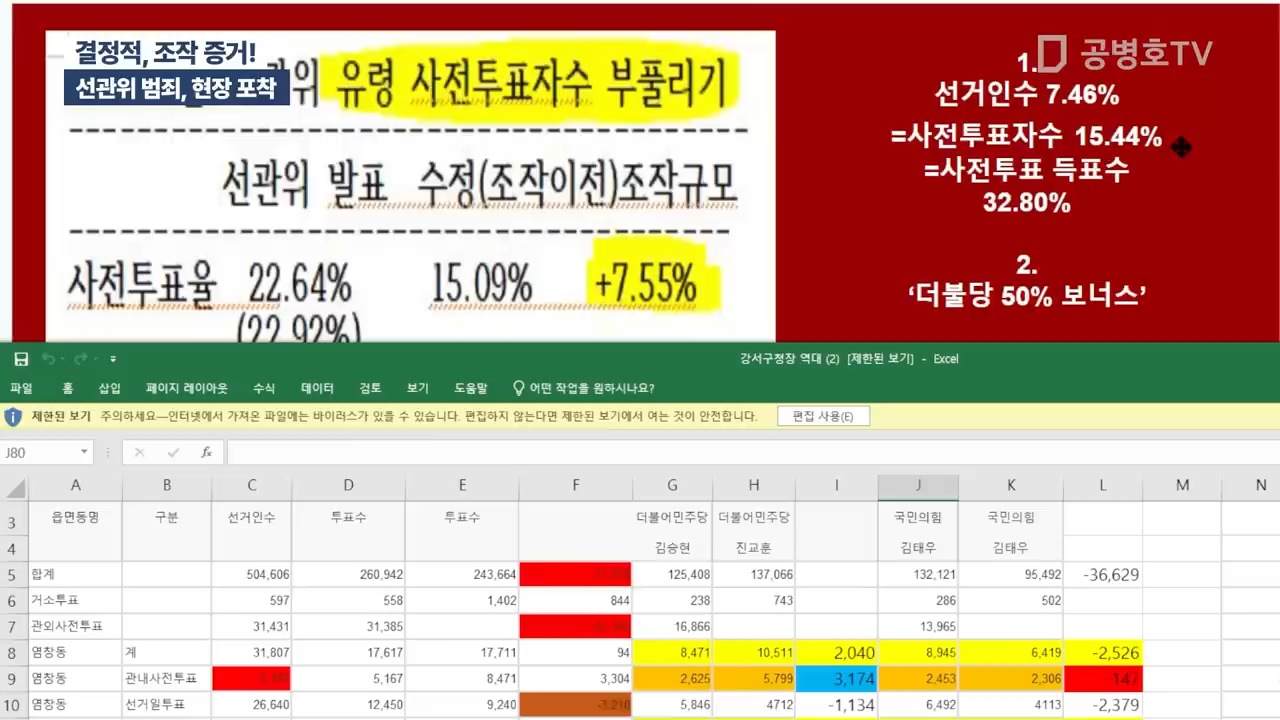 결정적, 조작 증거!
선관위 범죄, 현장 포착
위 유령 사전투표자수 부풀리기
선관위 발표 수정(조작이전)조작규모
사전투표율 22.64% 15.09% +7.55%
(22.92%)
공병호TV
1.
선거인수 7.46%
=사전투표자수 15.44%
=사전투표 득표수
32.80%
2.
‘더불당 50% 보너스’
강서구청장 역대 (2) [제한된 보기] - Excel
파일 홈 삽입 페이지 레이아웃 수식 데이터 검토 보기 도움말 어떤 작업을 원하시나요?
제한된 보기 주의하세요—인터넷에서 가져온 파일에는 바이러스가 있을 수 있습니다. 편집하지 않는다면 제한된 보기에서 여는 것이 안전합니다. 편집 사용(E)
J80 fx
A B C D E F G H I J K L M N
3 읍면동명 구분 선거인수 투표수 투표수 더불어민주당 더불어민주당 국민의힘 국민의힘
4 김승현 진교훈 김태우 김태우
5 합계 504,606 260,942 243,664 125,408 137,066 132,121 95,492 -36,629
6 거소투표 597 558 1,402 844 238 743 286 502
7 관외사전투표 31,431 31,385 16,866 13,965
8 염창동 계 31,807 17,617 17,711 94 8,471 10,511 2,040 8,945 6,419 -2,526
9 염창동 관내사전투표 5,167 8,471 3,304 2,625 5,799 3,174 2,453 2,306 -147
10 염창동 선거일투표 26,640 12,450 9,240 -3,210 5,846 4712 -1,134 6,492 4113 -2,379